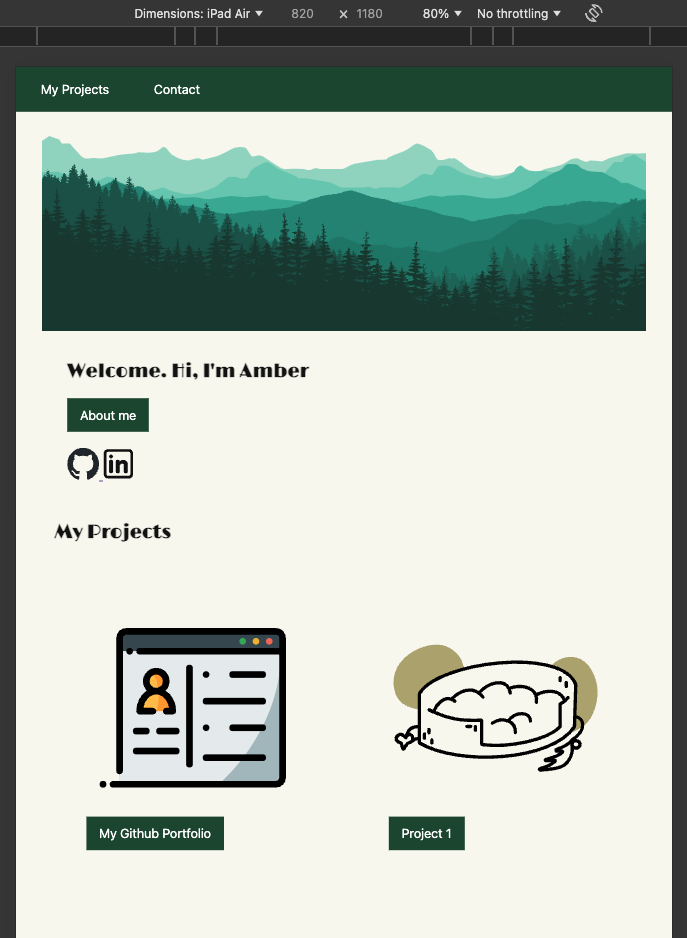 Dimensions: iPad Air ▼ 820 × 1180 80% ▼ No throttling ▼
My Projects Contact
Welcome. Hi, I'm Amber
About me
in
My Projects
My Github Portfolio Project 1